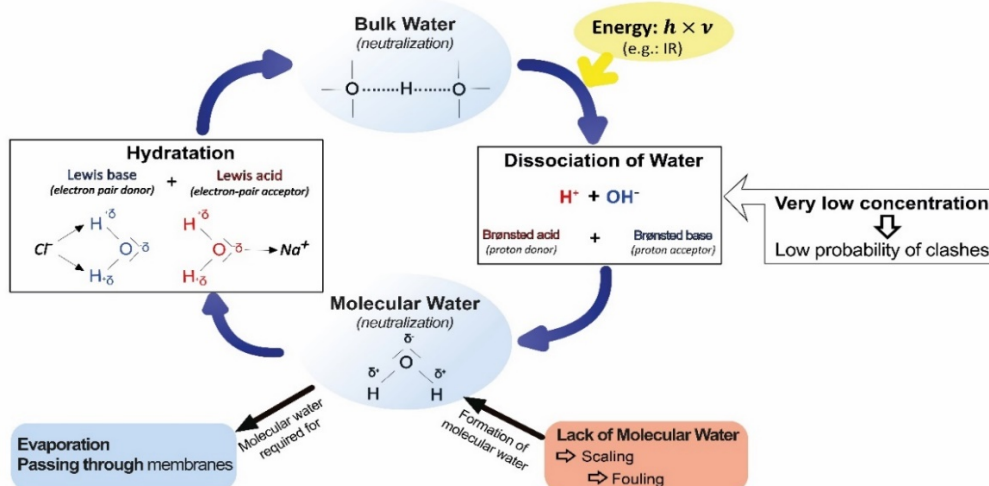 Bulk Water
(neutralization)
O H O
Energy: h × ν
(e.g.: IR)
Hydratation
Lewis base + Lewis acid
(electron pair donor) (electron-pair acceptor)
H·δ H·δ
Cl⁻ O δ O δ- Na⁺
H·δ H·δ
Dissociation of Water
H⁺ + OH⁻
Brønsted acid + Brønsted base
(proton donor) (proton acceptor)
Very low concentration
Low probability of clashes
Molecular Water
(neutralization)
δ-
δ+ O δ+
H H
Molecular water
required for
Formation of
molecular water
Evaporation
Passing through membranes
Lack of Molecular Water
Scaling
Fouling